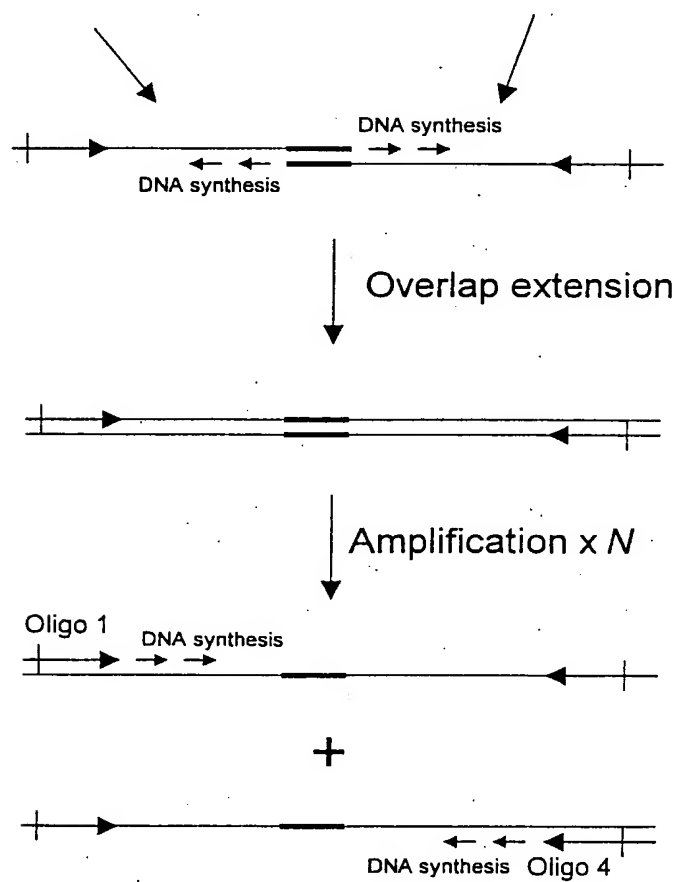 DNA synthesis
DNA synthesis
Overlap extension
Amplification x N
Oligo 1
DNA synthesis
+
DNA synthesis Oligo 4